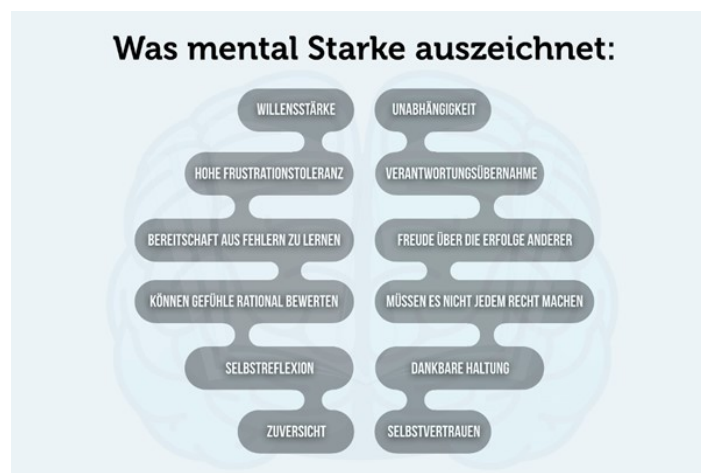 Was mental Starke auszeichnet:
WILLENSSTÄRKE
HOHE FRUSTRATIONSTOLERANZ
BEREITSCHAFT AUS FEHLERN ZU LERNEN
KÖNNEN GEFÜHLE RATIONAL BEWERTEN
SELBSTREFLEXION
ZUVERSICHT
UNABHÄNGIGKEIT
VERANTWORTUNGSÜBERNAHME
FREUDE ÜBER DIE ERFOLGE ANDERER
MÜSSEN ES NICHT JEDEM RECHT MACHEN
DANKBARE HALTUNG
SELBSTVERTRAUEN